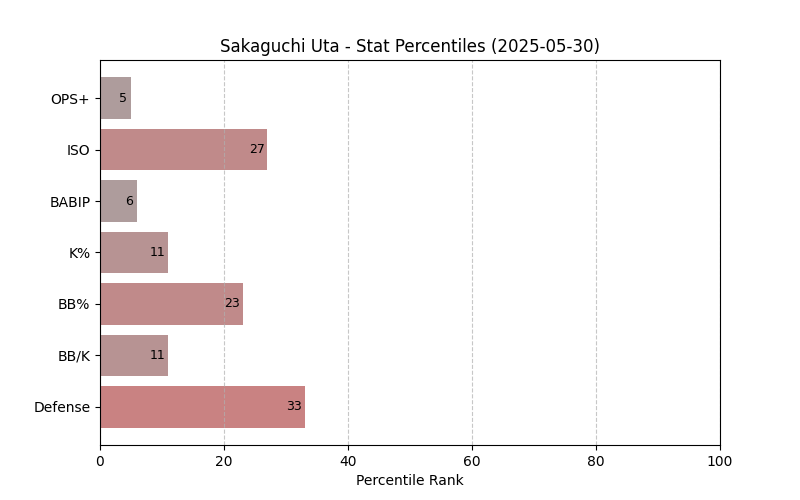 Sakaguchi Uta - Stat Percentiles (2025-05-30)
OPS+ 5
ISO 27
BABIP 6
K% 11
BB% 23
BB/K 11
Defense 33
0 20 40 60 80 100
Percentile Rank